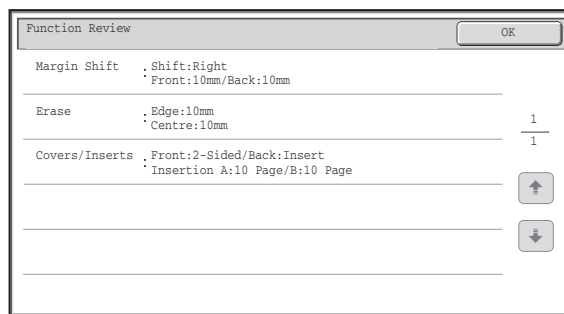 Function Review
OK
Margin Shift : Shift:Right
Front:10mm/Back:10mm
Erase : Edge:10mm
Centre:10mm
Covers/Inserts : Front:2-Sided/Back:Insert
Insertion A:10 Page/B:10 Page
1
1